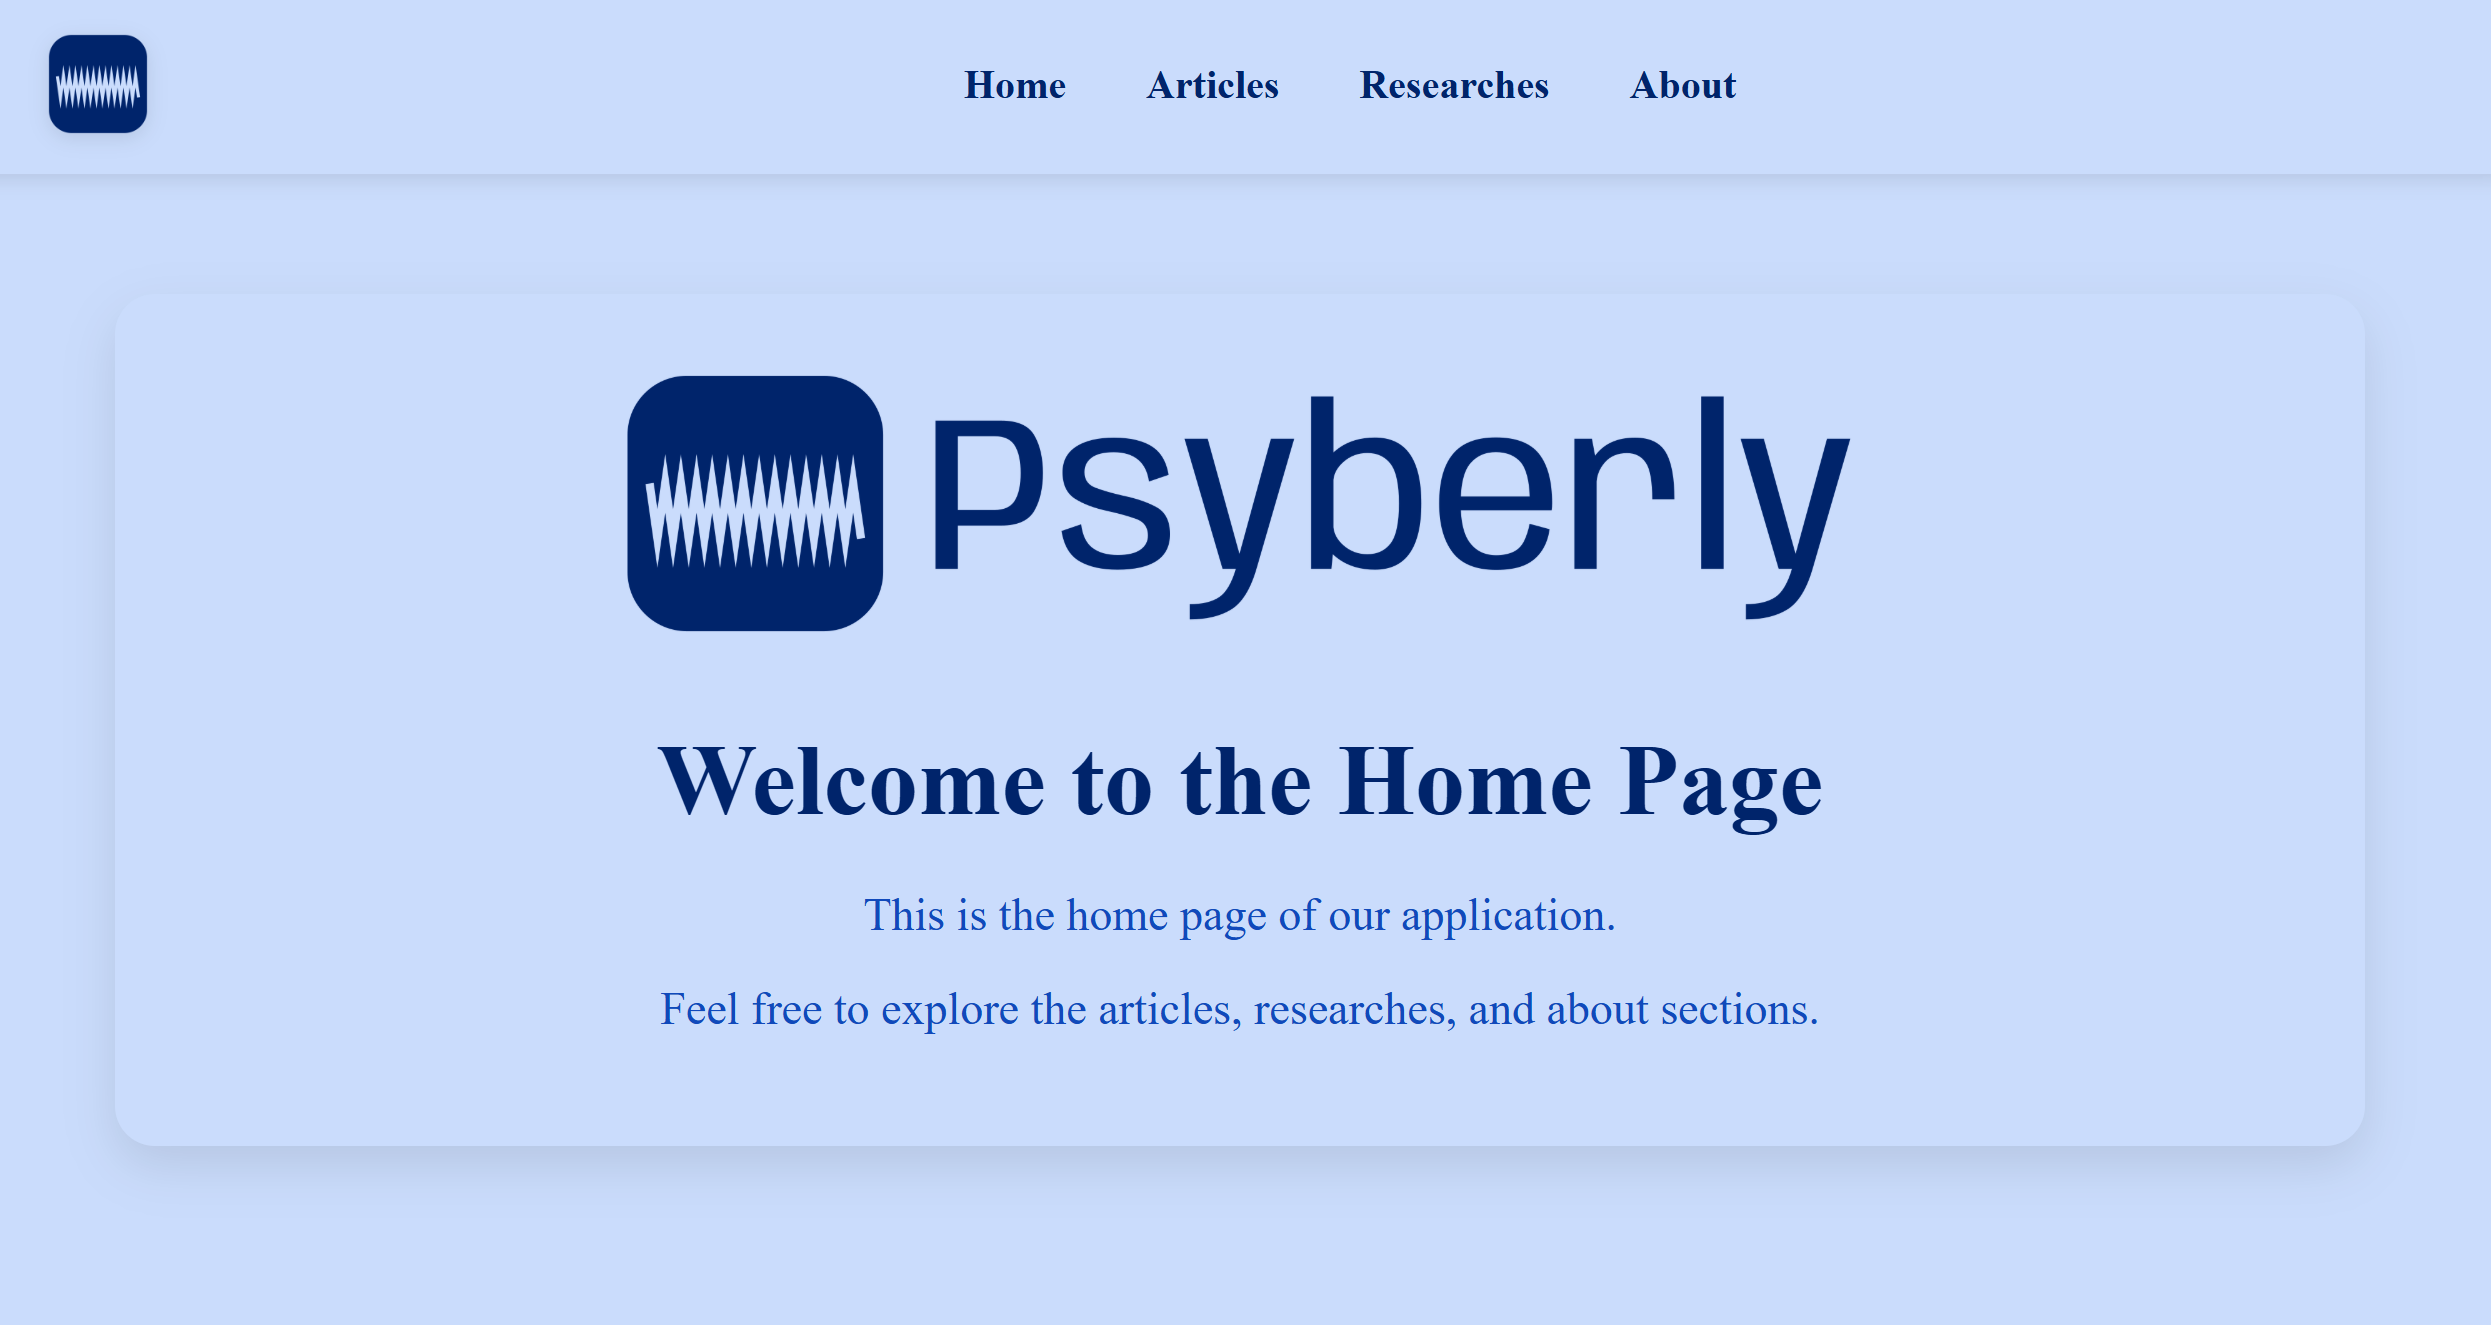 Home Articles Researches About
Psyberly
Welcome to the Home Page
This is the home page of our application.
Feel free to explore the articles, researches, and about sections.